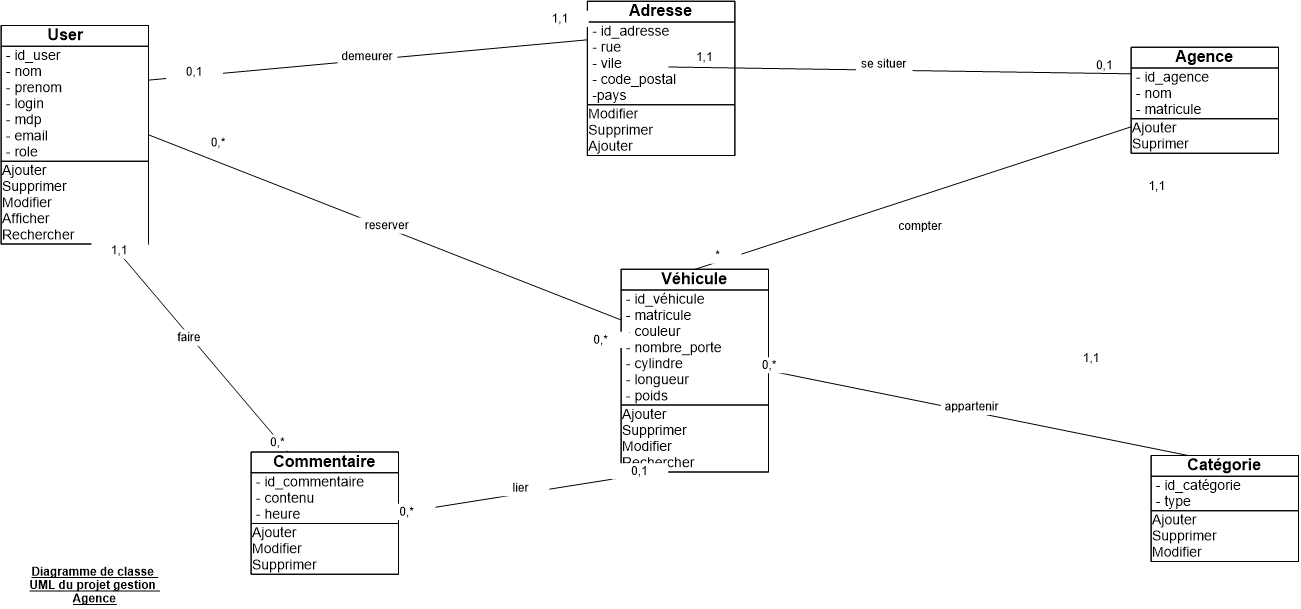 User
- id_user
- nom
- prenom
- login
- mdp
- email
- role
Ajouter
Supprimer
Modifier
Afficher
Rechercher
0,1
demeurer
1,1
Adresse
- id_adresse
- rue
- vile
- code_postal
-pays
Modifier
Supprimer
Ajouter
1,1
se situer
0,1
Agence
- id_agence
- nom
- matricule
Ajouter
Suprimer
0,*
reserver
0,*
1,1
compter
*
Véhicule
- id_véhicule
- matricule
couleur
- nombre_porte
- cylindre
- longueur
- poids
Ajouter
Supprimer
Modifier
Rechercher
1,1
faire
0,*
Commentaire
- id_commentaire
- contenu
- heure
Ajouter
Modifier
Supprimer
0,*
lier
0,1
0,*
appartenir
1,1
Catégorie
- id_catégorie
- type
Ajouter
Supprimer
Modifier
Diagramme de classe
UML du projet gestion
Agence